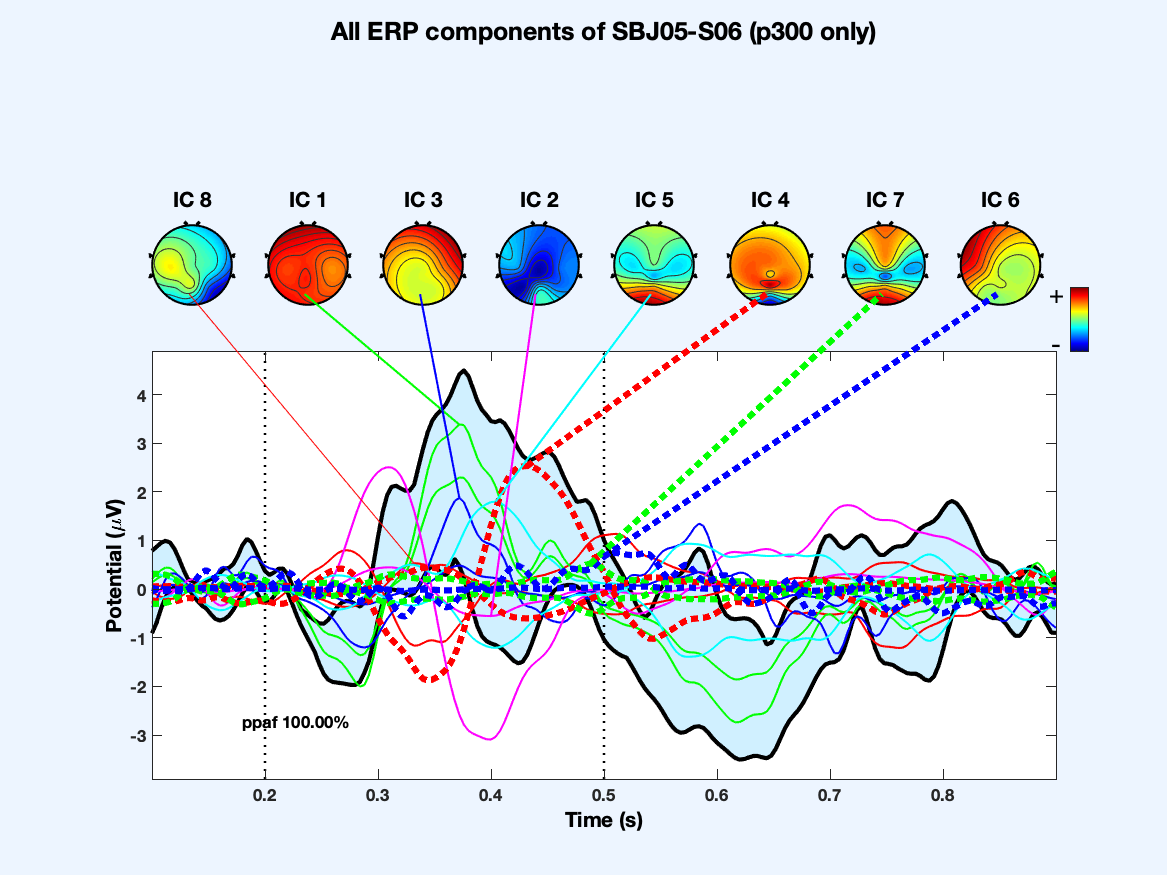 All ERP components of SBJ05-S06 (p300 only)
IC 8 IC 1 IC 3 IC 2 IC 5 IC 4 IC 7 IC 6
+
-
4
3
2
1
0
-1
-2
-3
Potential (μV)
ppaf 100.00%
0.2 0.3 0.4 0.5 0.6 0.7 0.8
Time (s)